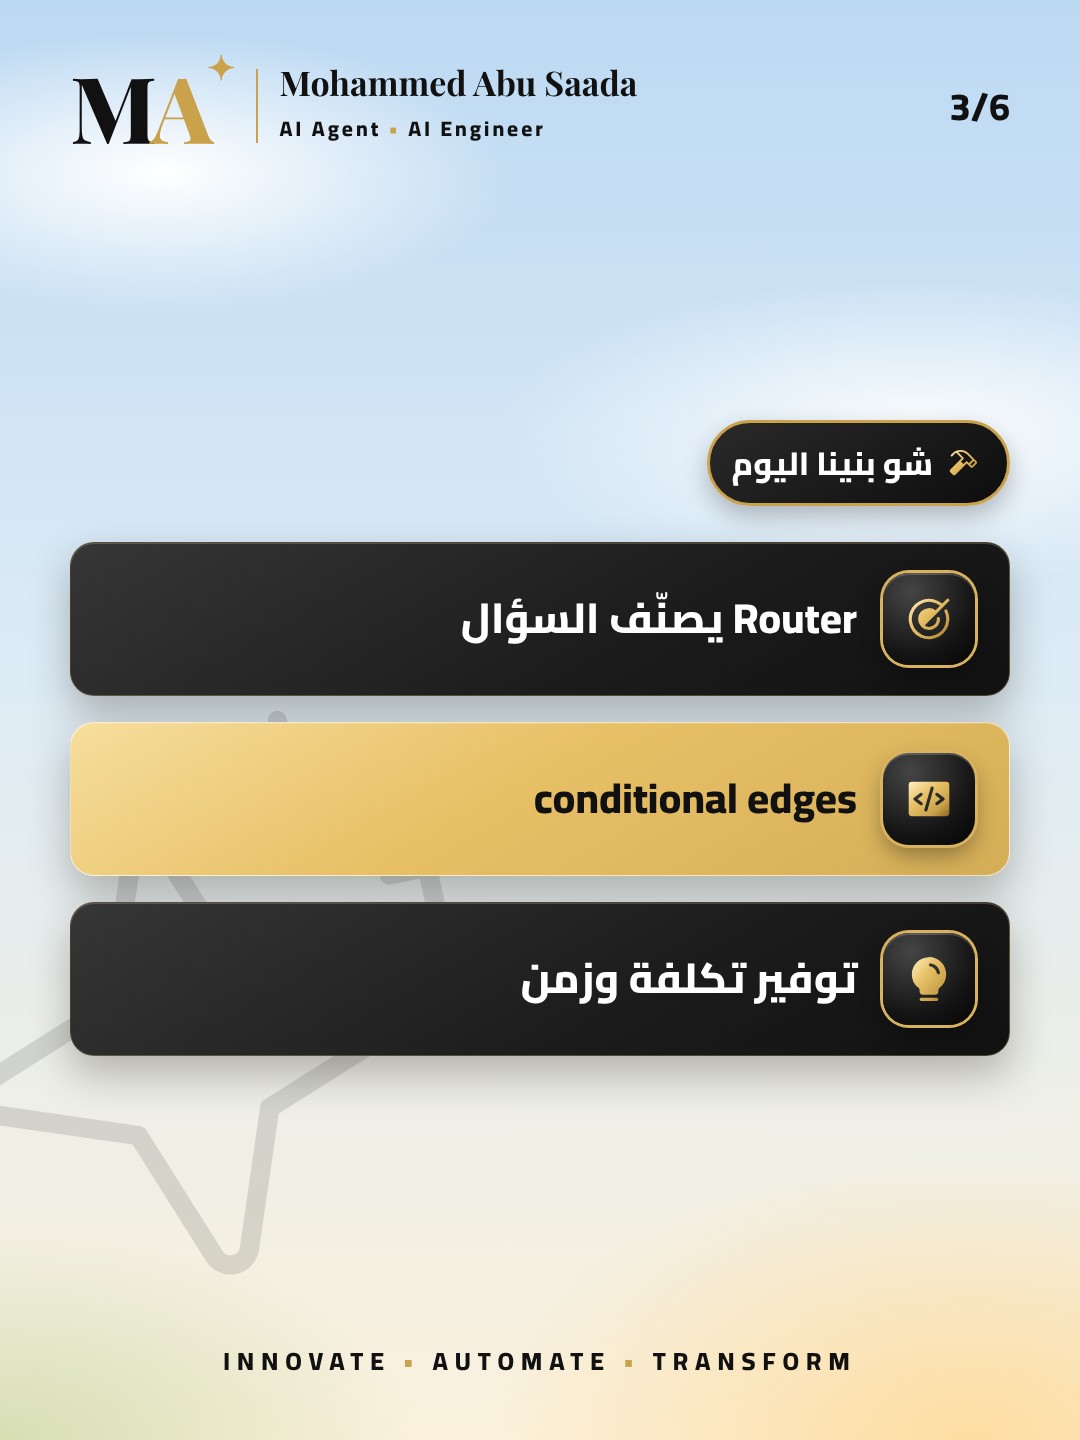 MA
Mohammed Abu Saada
AI Agent ▪ AI Engineer
3/6
شو بنينا اليوم
Router يصنّف السؤال
conditional edges
</>
توفير تكلفة وزمن
INNOVATE ▪ AUTOMATE ▪ TRANSFORM